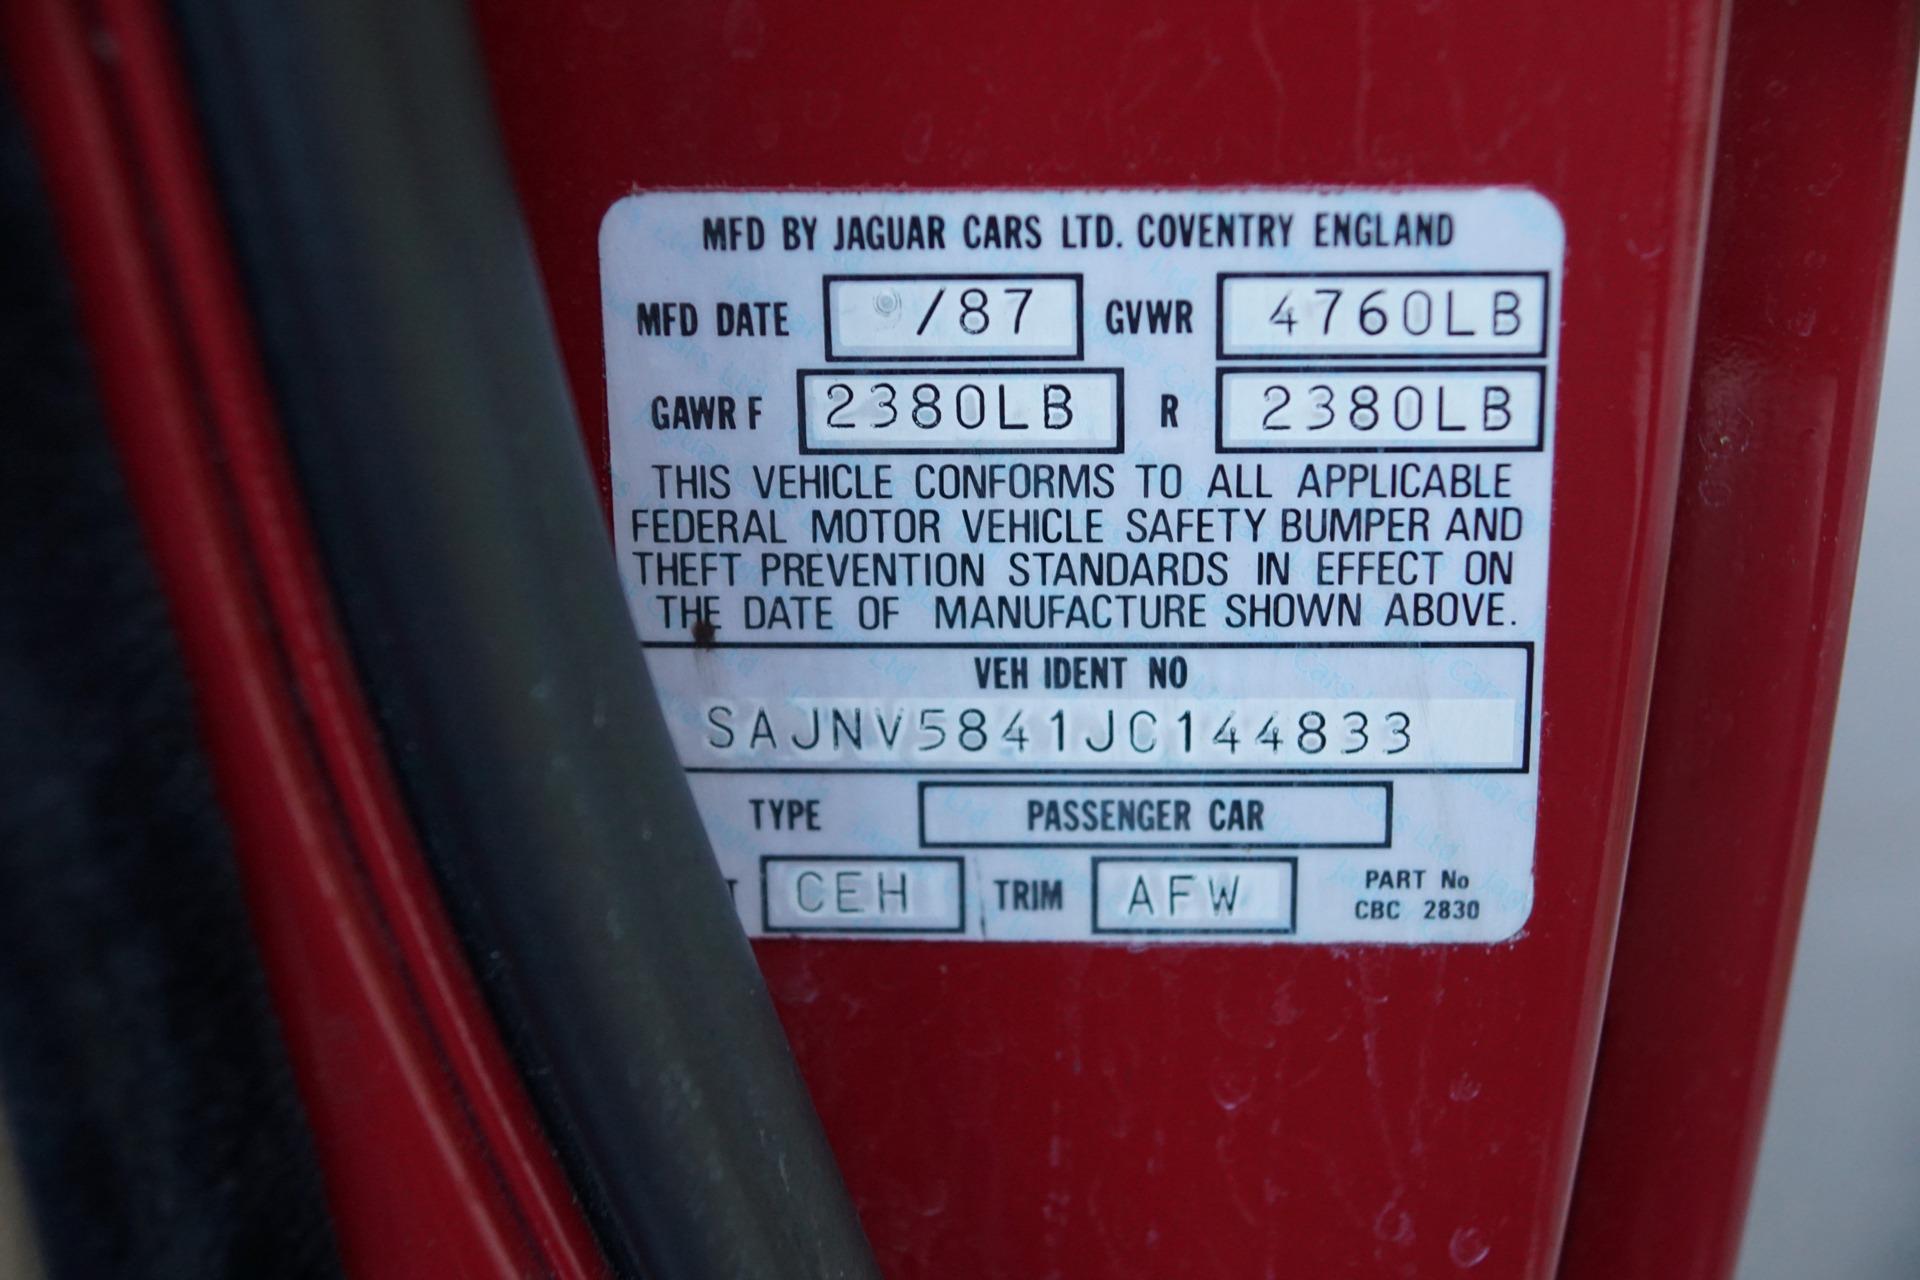 MFD BY JAGUAR CARS LTD. COVENTRY ENGLAND
MFD DATE /87 GVWR 4760LB
GAWR F 2380LB R 2380LB
THIS VEHICLE CONFORMS TO ALL APPLICABLE
FEDERAL MOTOR VEHICLE SAFETY BUMPER AND
THEFT PREVENTION STANDARDS IN EFFECT ON
THE DATE OF MANUFACTURE SHOWN ABOVE.
VEH IDENT NO
SAJNV5841JC144833
TYPE PASSENGER CAR
CEH TRIM AFW PART No
CBC 2830